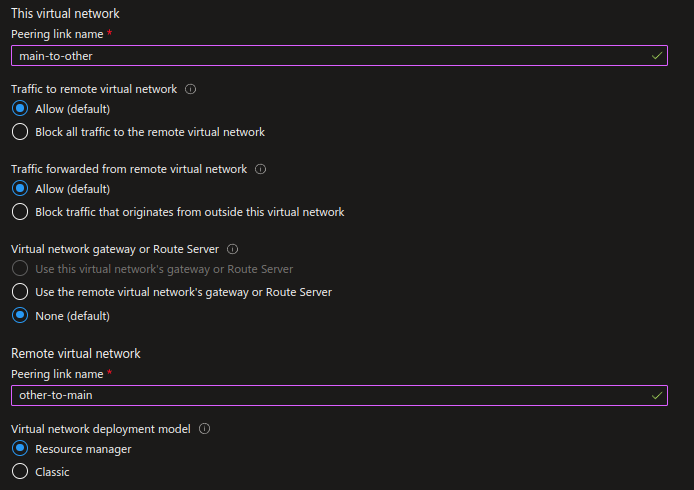 This virtual network
Peering link name *
main-to-other
Traffic to remote virtual network
Allow (default)
Block all traffic to the remote virtual network
Traffic forwarded from remote virtual network
Allow (default)
Block traffic that originates from outside this virtual network
Virtual network gateway or Route Server
Use this virtual network's gateway or Route Server
Use the remote virtual network's gateway or Route Server
None (default)
Remote virtual network
Peering link name *
other-to-main
Virtual network deployment model
Resource manager
Classic